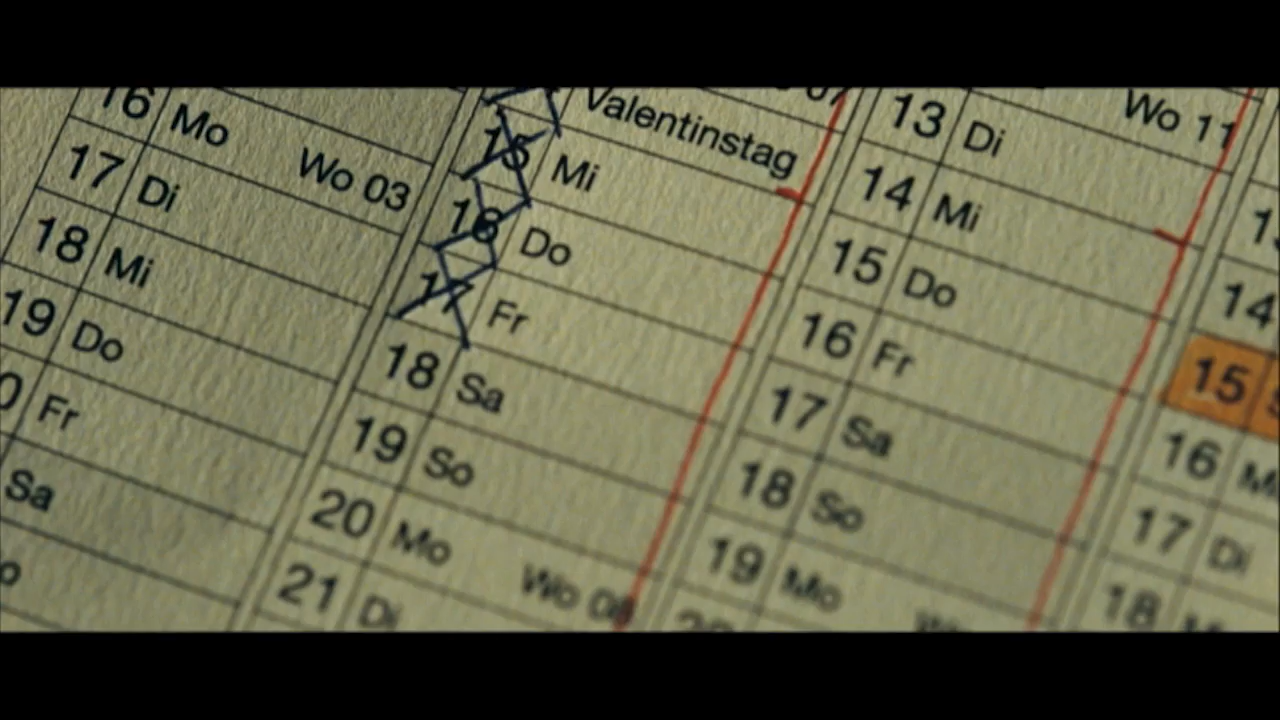 16 Mo Wo 03
17 Di
18 Mi
19 Do
Fr
Sa
Valentinstag
15 Mi
16 Do
17 Fr
18 Sa
19 So
20 Mo Wo 08
21 Di
Wo 11
13 Di
14 Mi
15 Do
16 Fr
17 Sa
18 So
19 Mo
14
15
16
17 Di
18